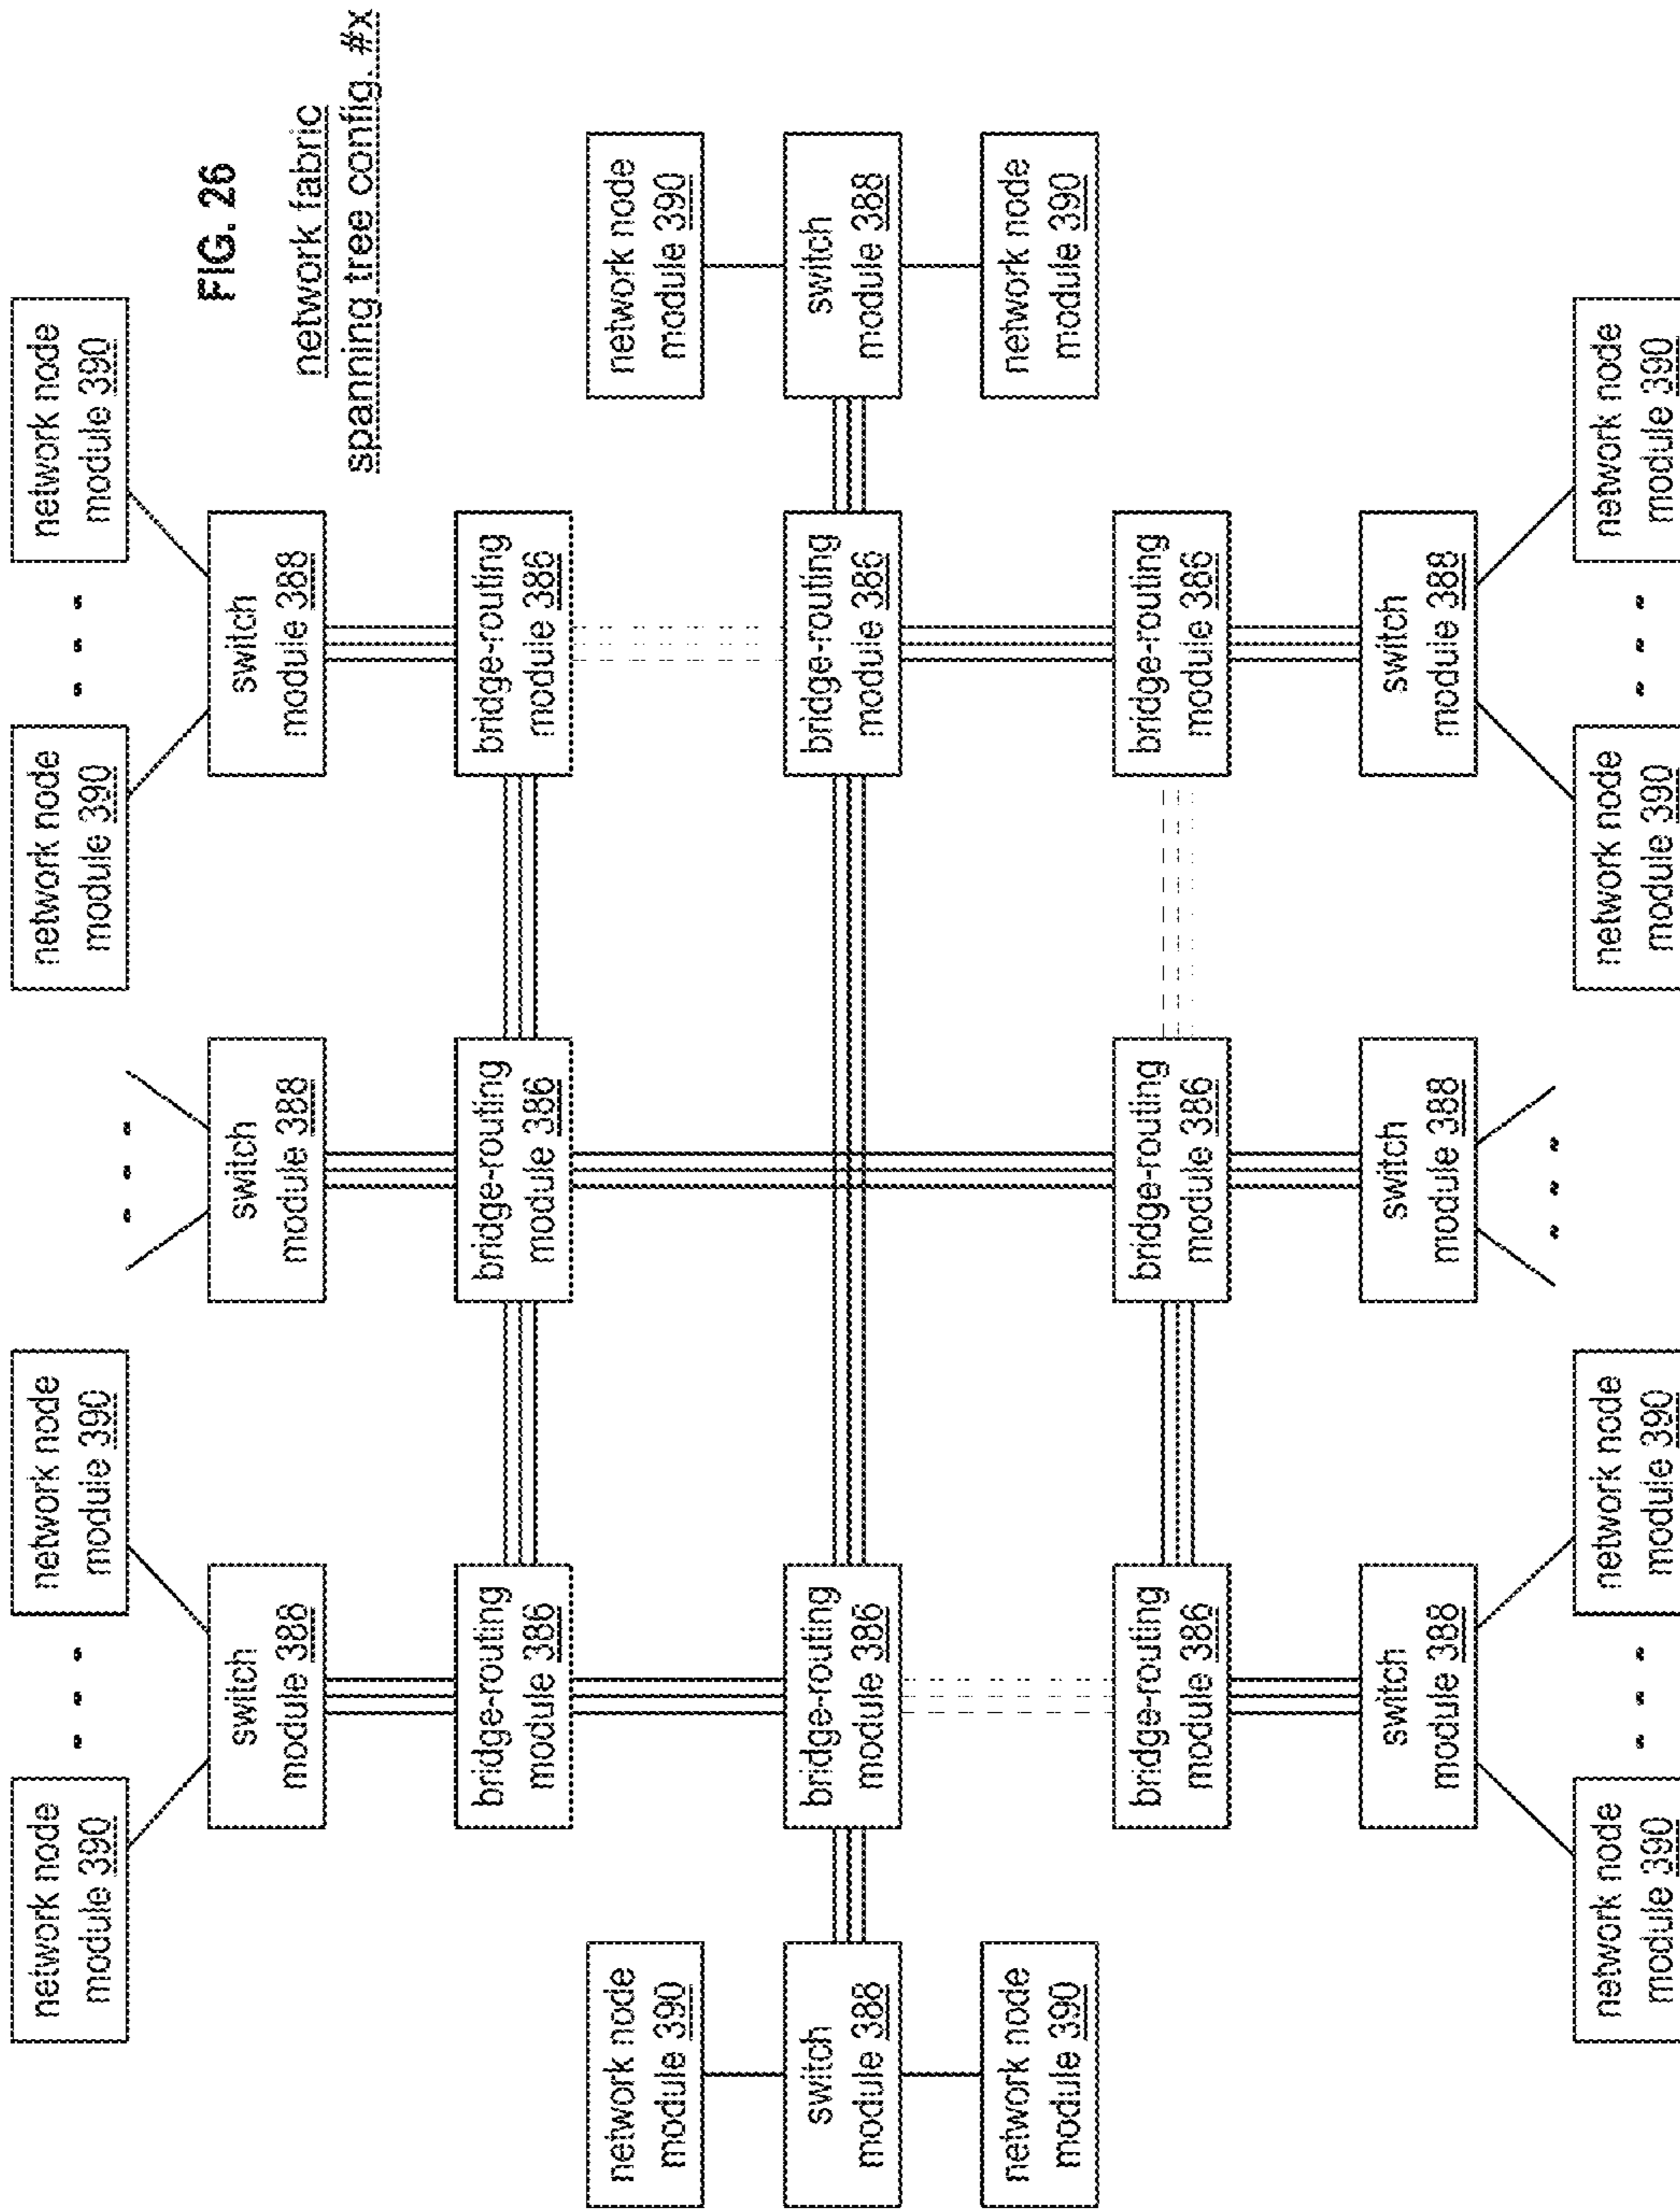 network node
module 390
network node
module 390
network node
module 390
network node
module 390
FIG. 26
network fabric
spanning tree config. #x
switch
module 388
switch
module 388
switch
module 388
bridge-routing
module 386
bridge-routing
module 386
bridge-routing
module 386
network node
module 390
network node
module 390
switch
module 388
bridge-routing
module 386
bridge-routing
module 386
switch
module 388
network node
module 390
network node
module 390
bridge-routing
module 386
bridge-routing
module 386
bridge-routing
module 386
switch
module 388
switch
module 388
switch
module 388
network node
module 390
network node
module 390
network node
module 390
network node
module 390